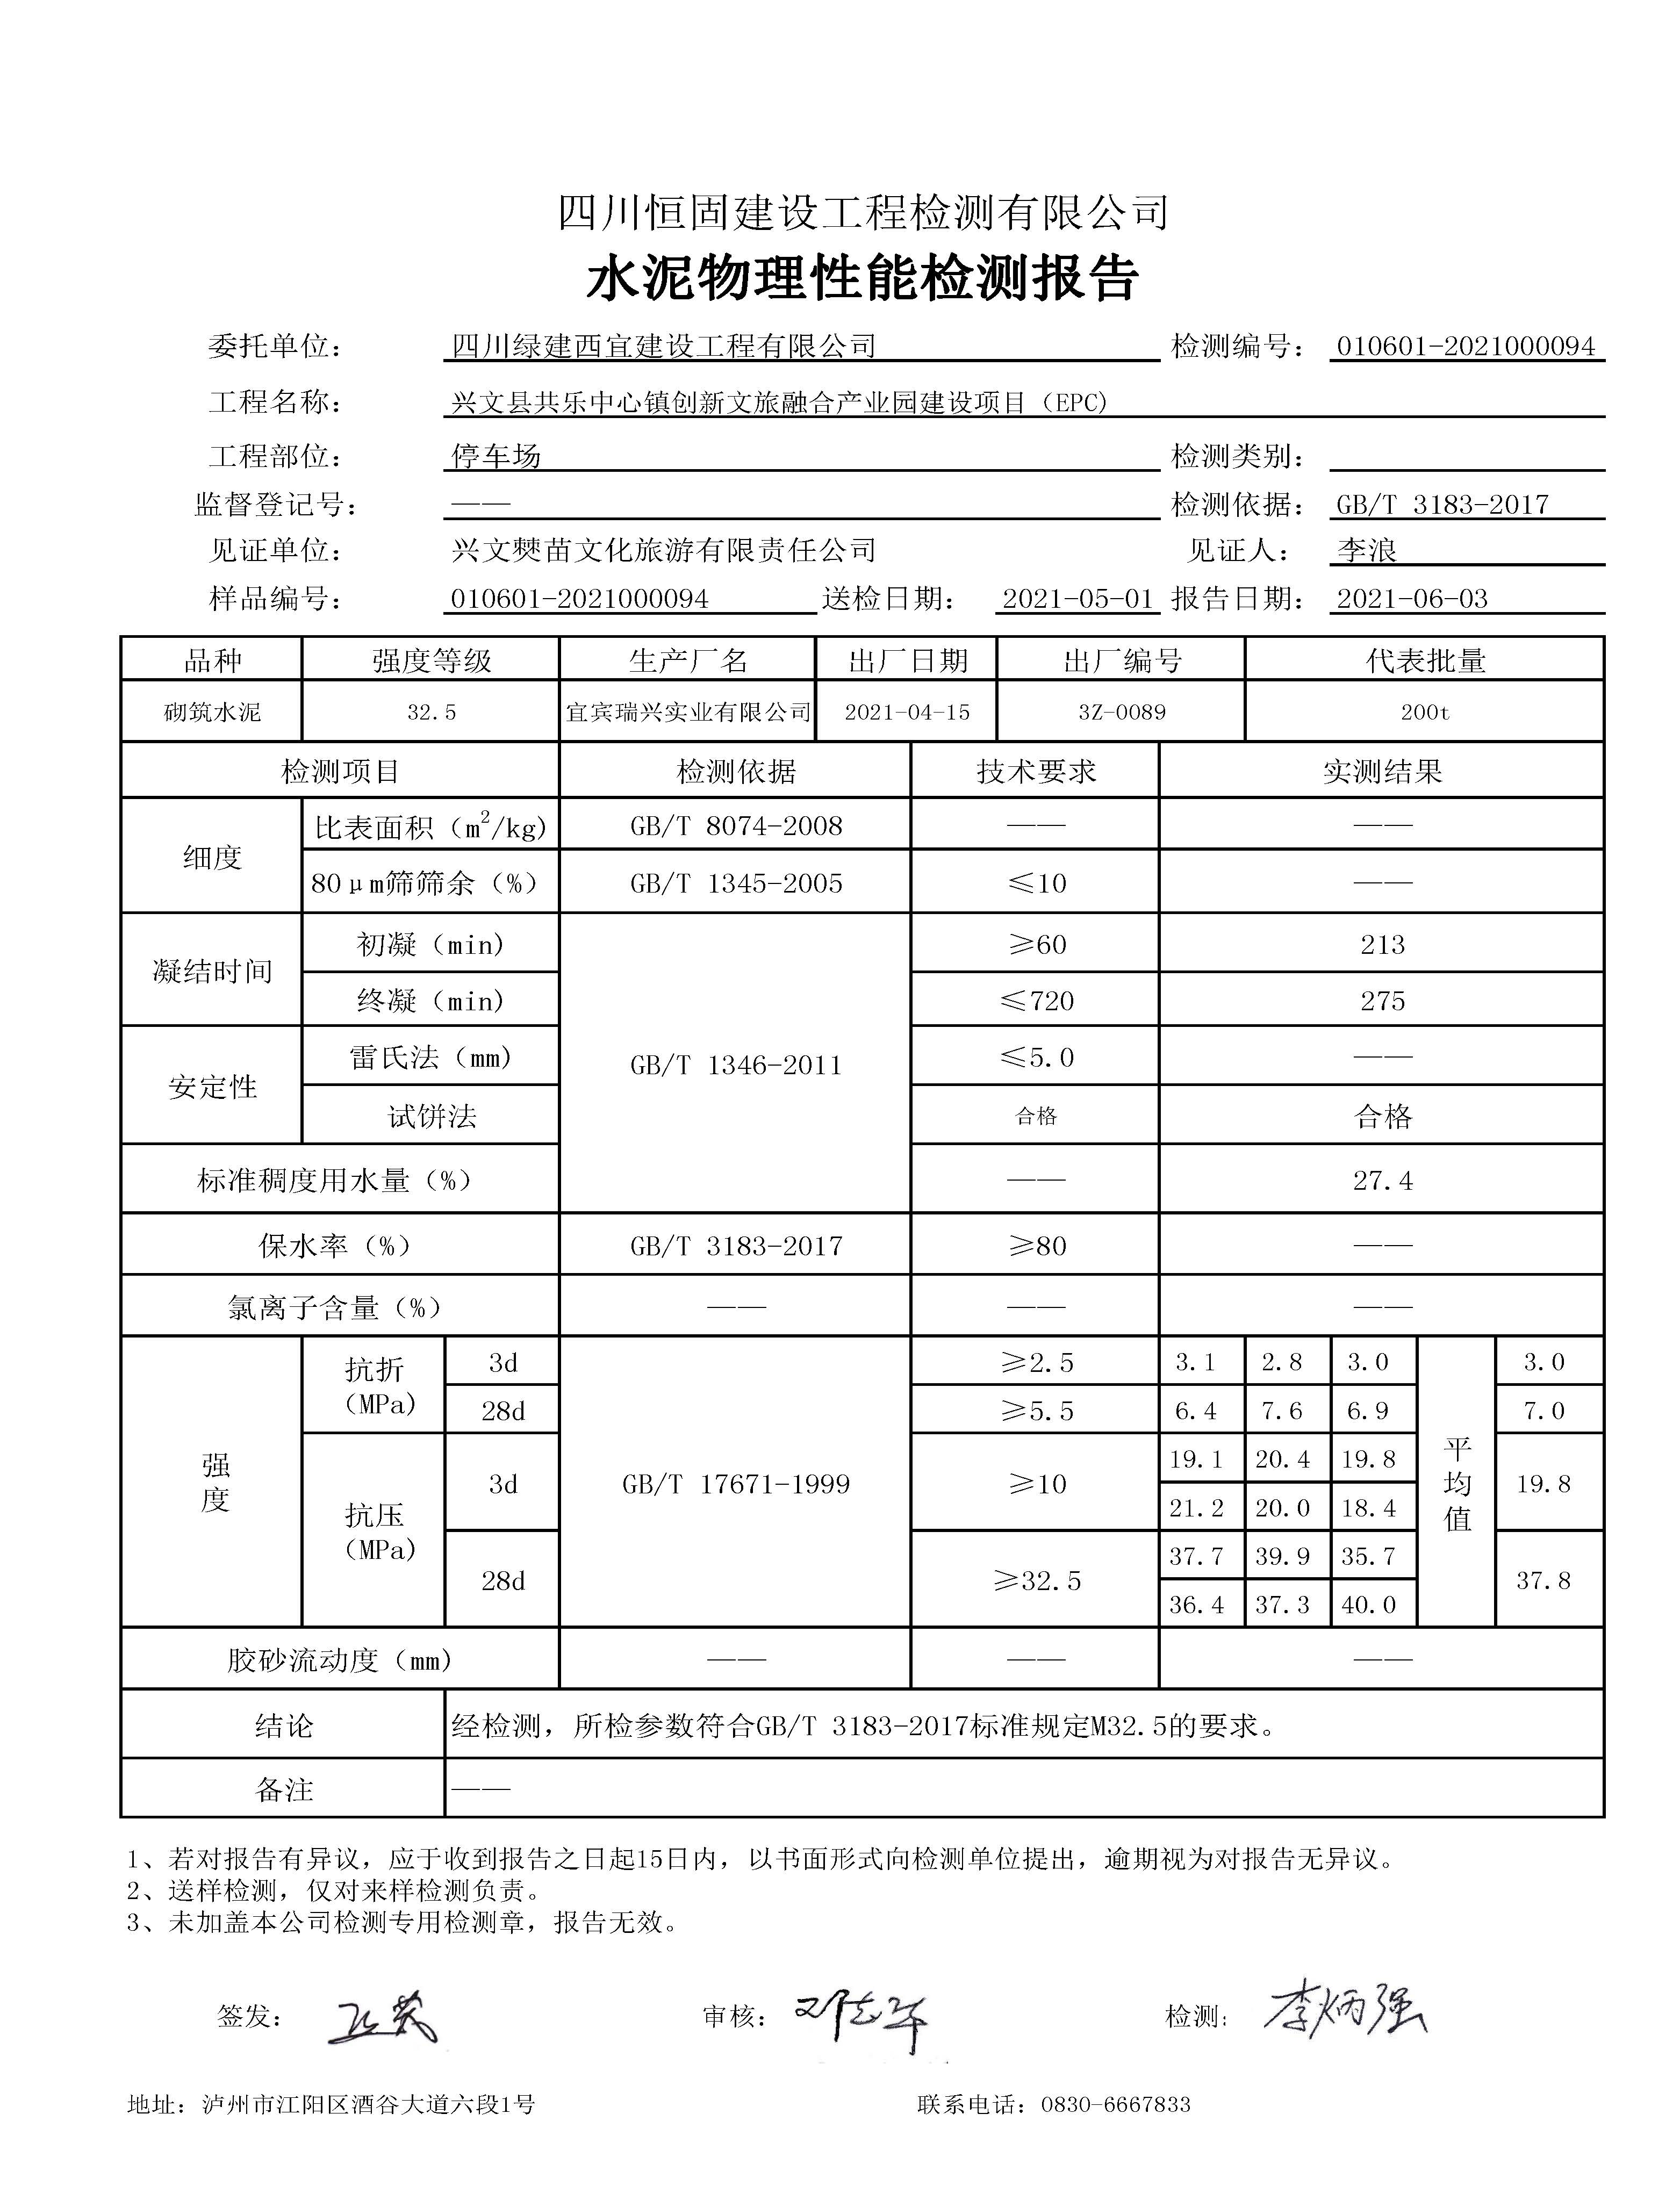 四川恒固建设工程检测有限公司
水泥物理性能检测报告
委托单位： 四川绿建西宜建设工程有限公司 检测编号： 010601-2021000094
工程名称： 兴文县共乐中心镇创新文旅融合产业园建设项目（EPC)
工程部位： 停车场 检测类别：
监督登记号： —— 检测依据： GB/T 3183-2017
见证单位： 兴文僰苗文化旅游有限责任公司 见证人： 李浪
样品编号： 010601-2021000094 送检日期： 2021-05-01 报告日期： 2021-06-03
品种 强度等级 生产厂名 出厂日期 出厂编号 代表批量
砌筑水泥 32.5 宜宾瑞兴实业有限公司 2021-04-15 3Z-0089 200t
检测项目 检测依据 技术要求 实测结果
细度 比表面积（m²/kg) GB/T 8074-2008 —— ——
80μm筛筛余（%） GB/T 1345-2005 ≤10 ——
凝结时间 初凝（min) GB/T 1346-2011 ≥60 213
终凝（min) ≤720 275
安定性 雷氏法（mm) ≤5.0 ——
试饼法 合格 合格
标准稠度用水量（%） —— 27.4
保水率（%） GB/T 3183-2017 ≥80 ——
氯离子含量（%） —— —— ——
强度 抗折（MPa) 3d GB/T 17671-1999 ≥2.5 3.1 2.8 3.0 平均值 3.0
28d ≥5.5 6.4 7.6 6.9 7.0
抗压（MPa) 3d ≥10 19.1 20.4 19.8 19.8
21.2 20.0 18.4
28d ≥32.5 37.7 39.9 35.7 37.8
36.4 37.3 40.0
胶砂流动度（mm) —— —— ——
结论 经检测，所检参数符合GB/T 3183-2017标准规定M32.5的要求。
备注 ——
1、若对报告有异议，应于收到报告之日起15日内，以书面形式向检测单位提出，逾期视为对报告无异议。
2、送样检测，仅对来样检测负责。
3、未加盖本公司检测专用检测章，报告无效。
签发： 审核： 邓志军 检测： 李炳强
地址：泸州市江阳区酒谷大道六段1号 联系电话：0830-6667833